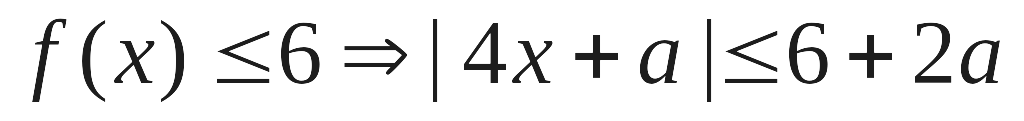 f(x) ≤6⇒| 4x+a |≤6+2a